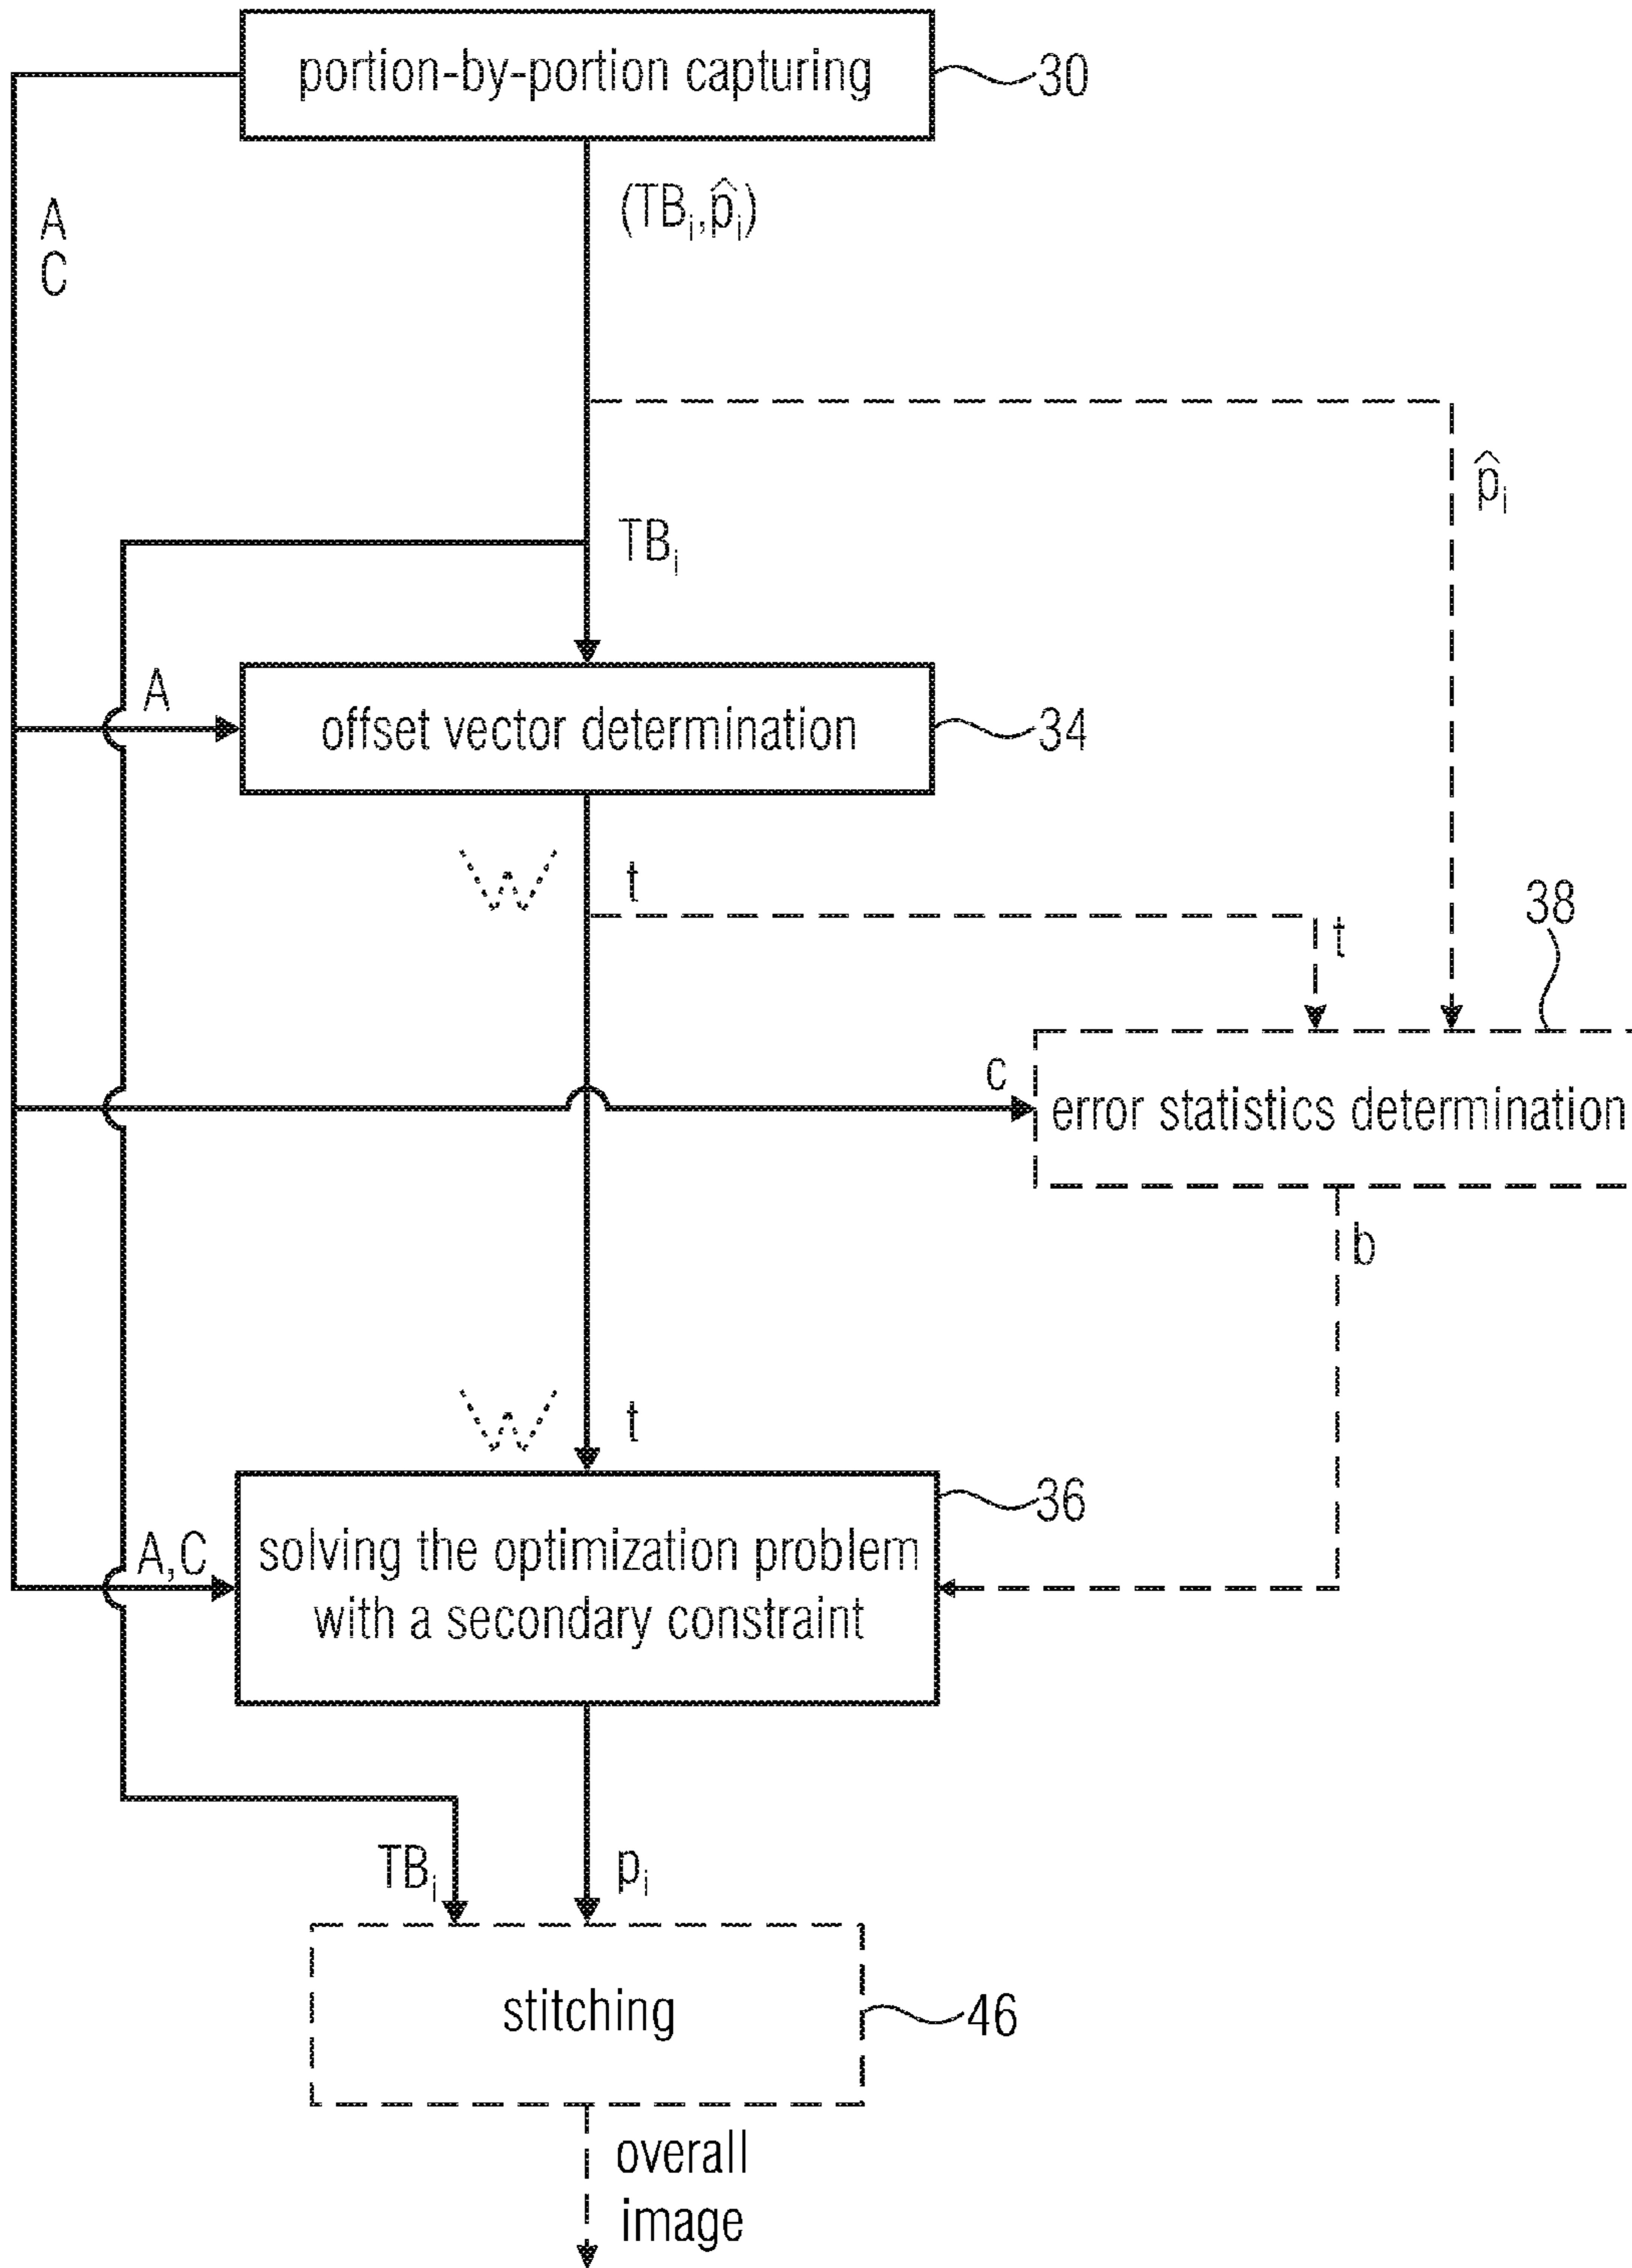 portion-by-portion capturing
30
A
C
(TBᵢ,p̂ᵢ)
p̂ᵢ
TBᵢ
A
offset vector determination
34
W
t
t
38
c
error statistics determination
b
W
t
36
A,C
solving the optimization problem
with a secondary constraint
TBᵢ
pᵢ
stitching
46
overall
image